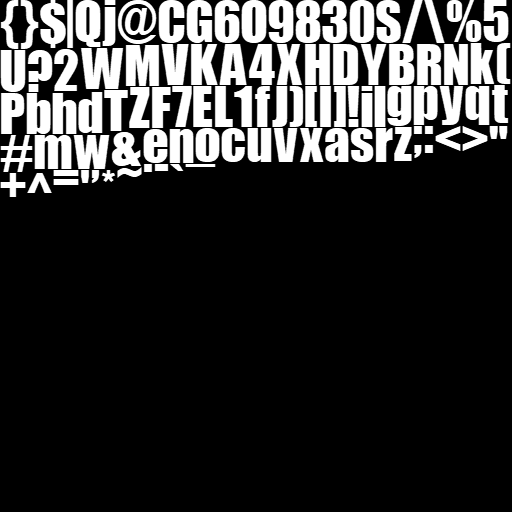 {}$|Qj@CG609830S/\%5
U?2WMVKA4XHDYBRNk(
PbhdTZF7EL1fJ)[I]!ilgpyqt
#mw&enocuvxasrz;:<>"
+^=",*~¨-`_